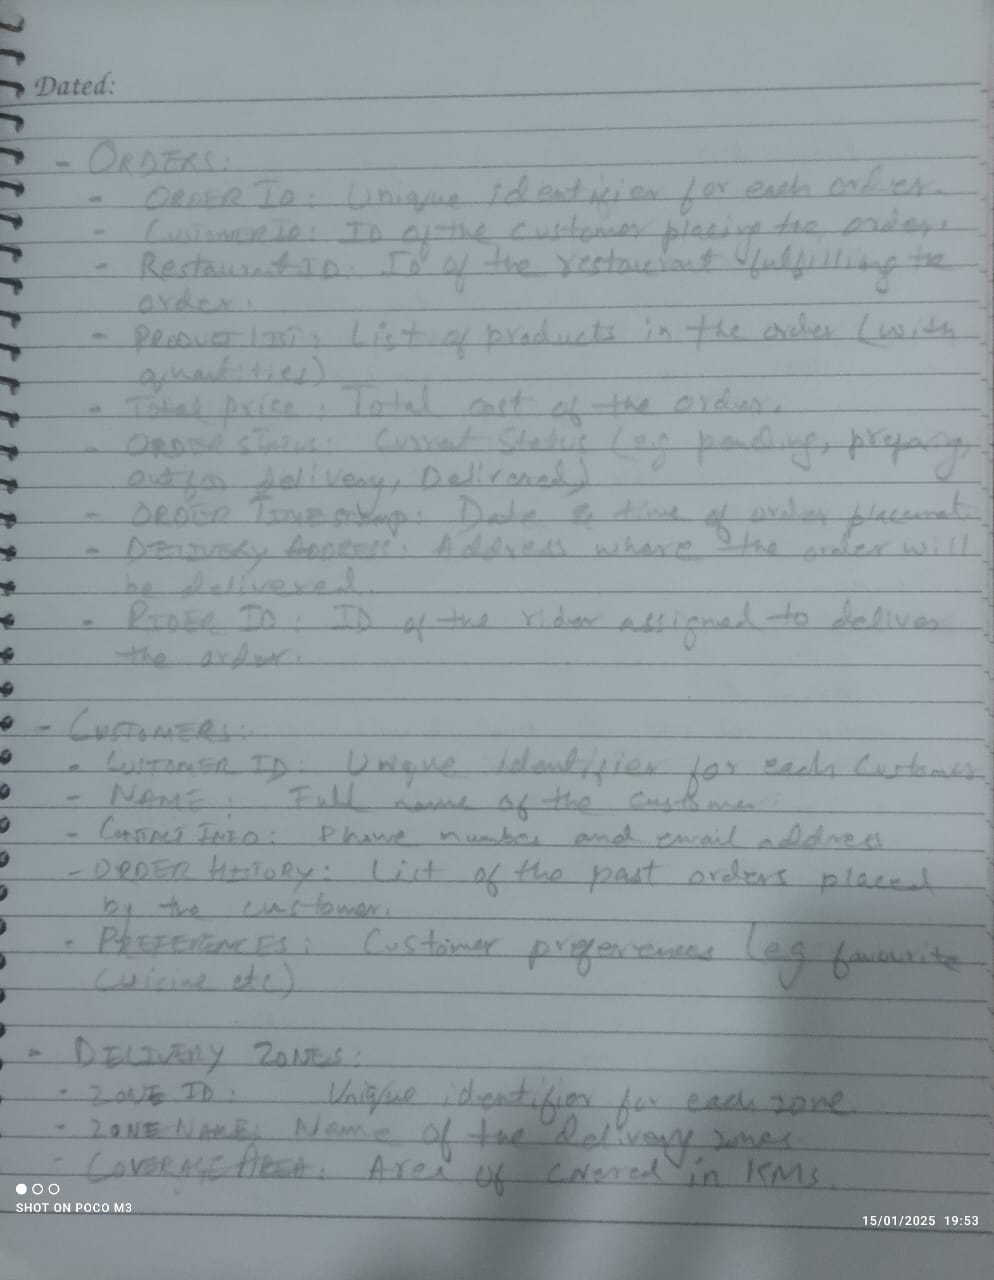 Dated:
- ORDERS:
- ORDER ID: Unique identifier for each order.
- Customer ID: ID of the customer placing the order.
- Restaurant ID: ID of the restaurant fulfilling the
order.
- PRODUCT LIST: List of products in the order (with
quantities)
- Total price: Total cost of the order.
- ORDER STATUS: Current Status (eg pending, preparing,
out for delivery, Delivered)
- ORDER Timestamp: Date & time of order placement
- DELIVERY ADDRESS: Address where the order will
be delivered.
- RIDER ID: ID of the rider assigned to deliver
the order.
- CUSTOMERS:
- CUSTOMER ID: Unique identifier for each Customer
- NAME: Full name of the customer
- CONTACT INFO: Phone number and email address
- ORDER HISTORY: List of the past orders placed
by the customer.
- PREFERENCES: Customer preferences (eg favourite
cuicine etc)
- DELIVERY ZONES:
- ZONE ID: Unique identifier for each zone
- ZONE NAME: Name of the delivery zones
- COVERAGE AREA: Area of covered in KMs.
SHOT ON POCO M3
15/01/2025 19:53